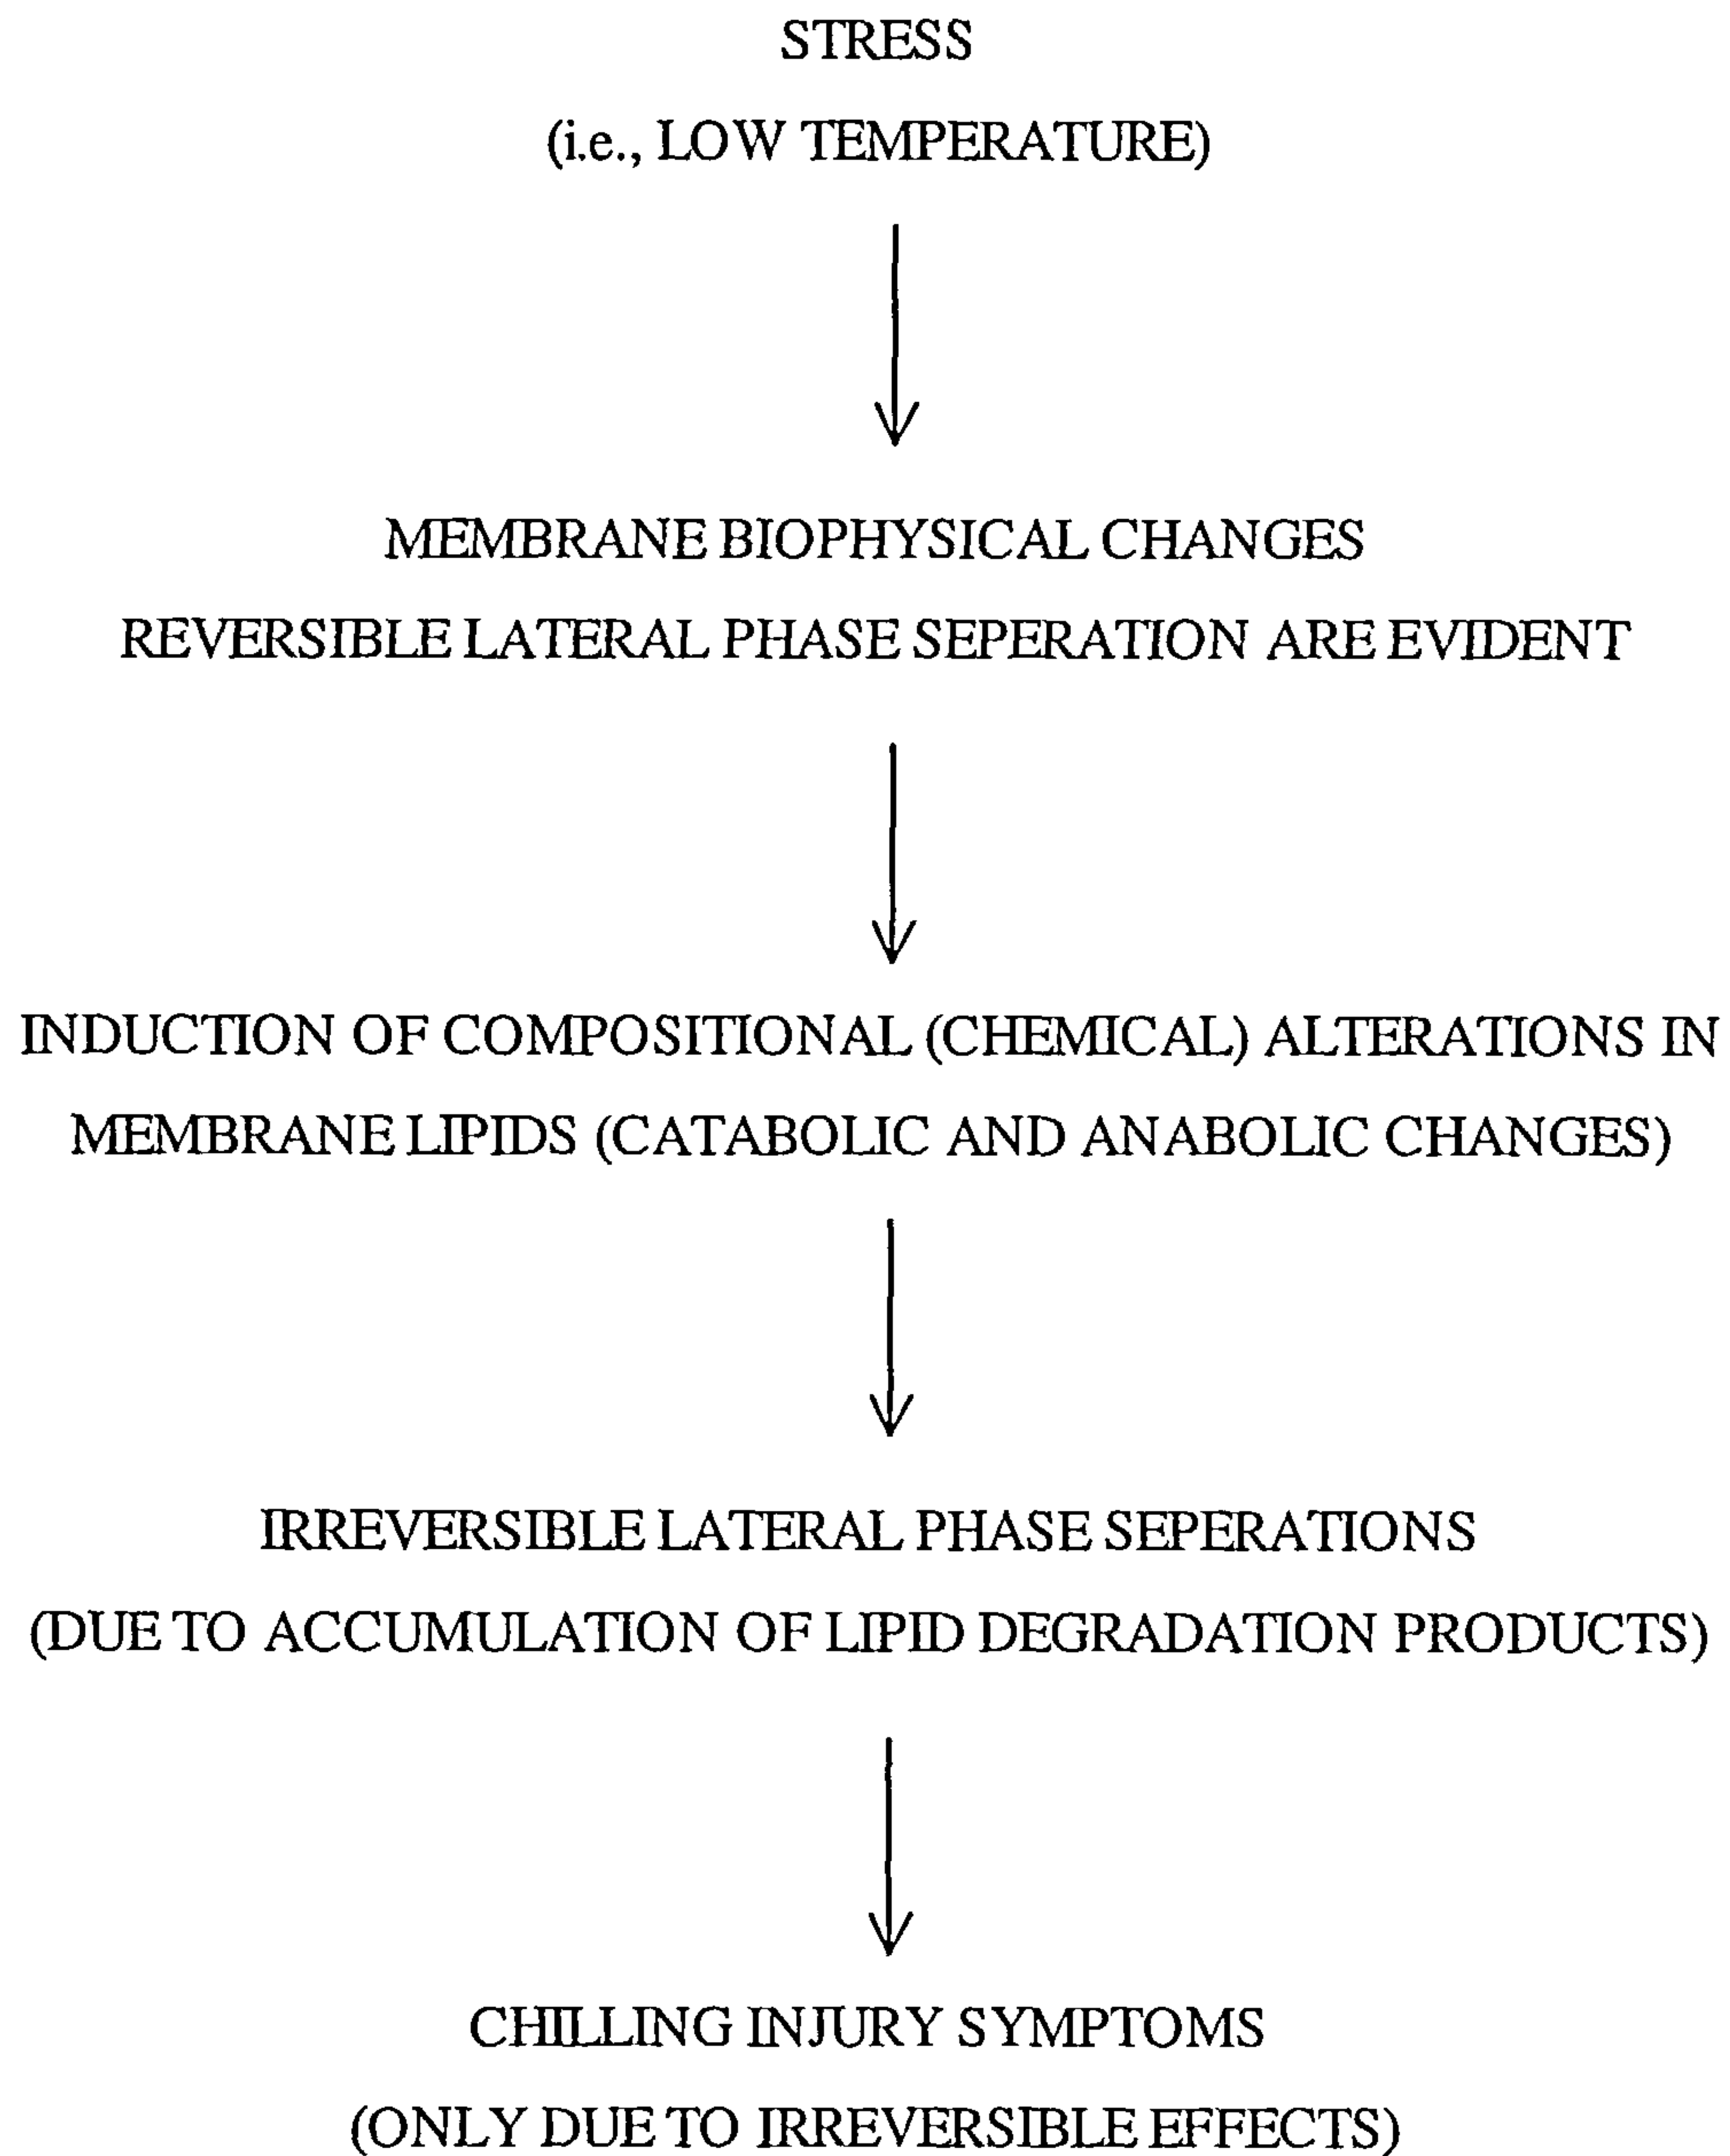 STRESS
(i.e., LOW TEMPERATURE)
MEMBRANE BIOPHYSICAL CHANGES
REVERSIBLE LATERAL PHASE SEPERATION ARE EVIDENT
INDUCTION OF COMPOSITIONAL (CHEMICAL) ALTERATIONS IN
MEMBRANE LIPIDS (CATABOLIC AND ANABOLIC CHANGES)
IRREVERSIBLE LATERAL PHASE SEPERATIONS
(DUE TO ACCUMULATION OF LIPID DEGRADATION PRODUCTS)
CHILLING INJURY SYMPTOMS
(ONLY DUE TO IRREVERSIBLE EFFECTS)